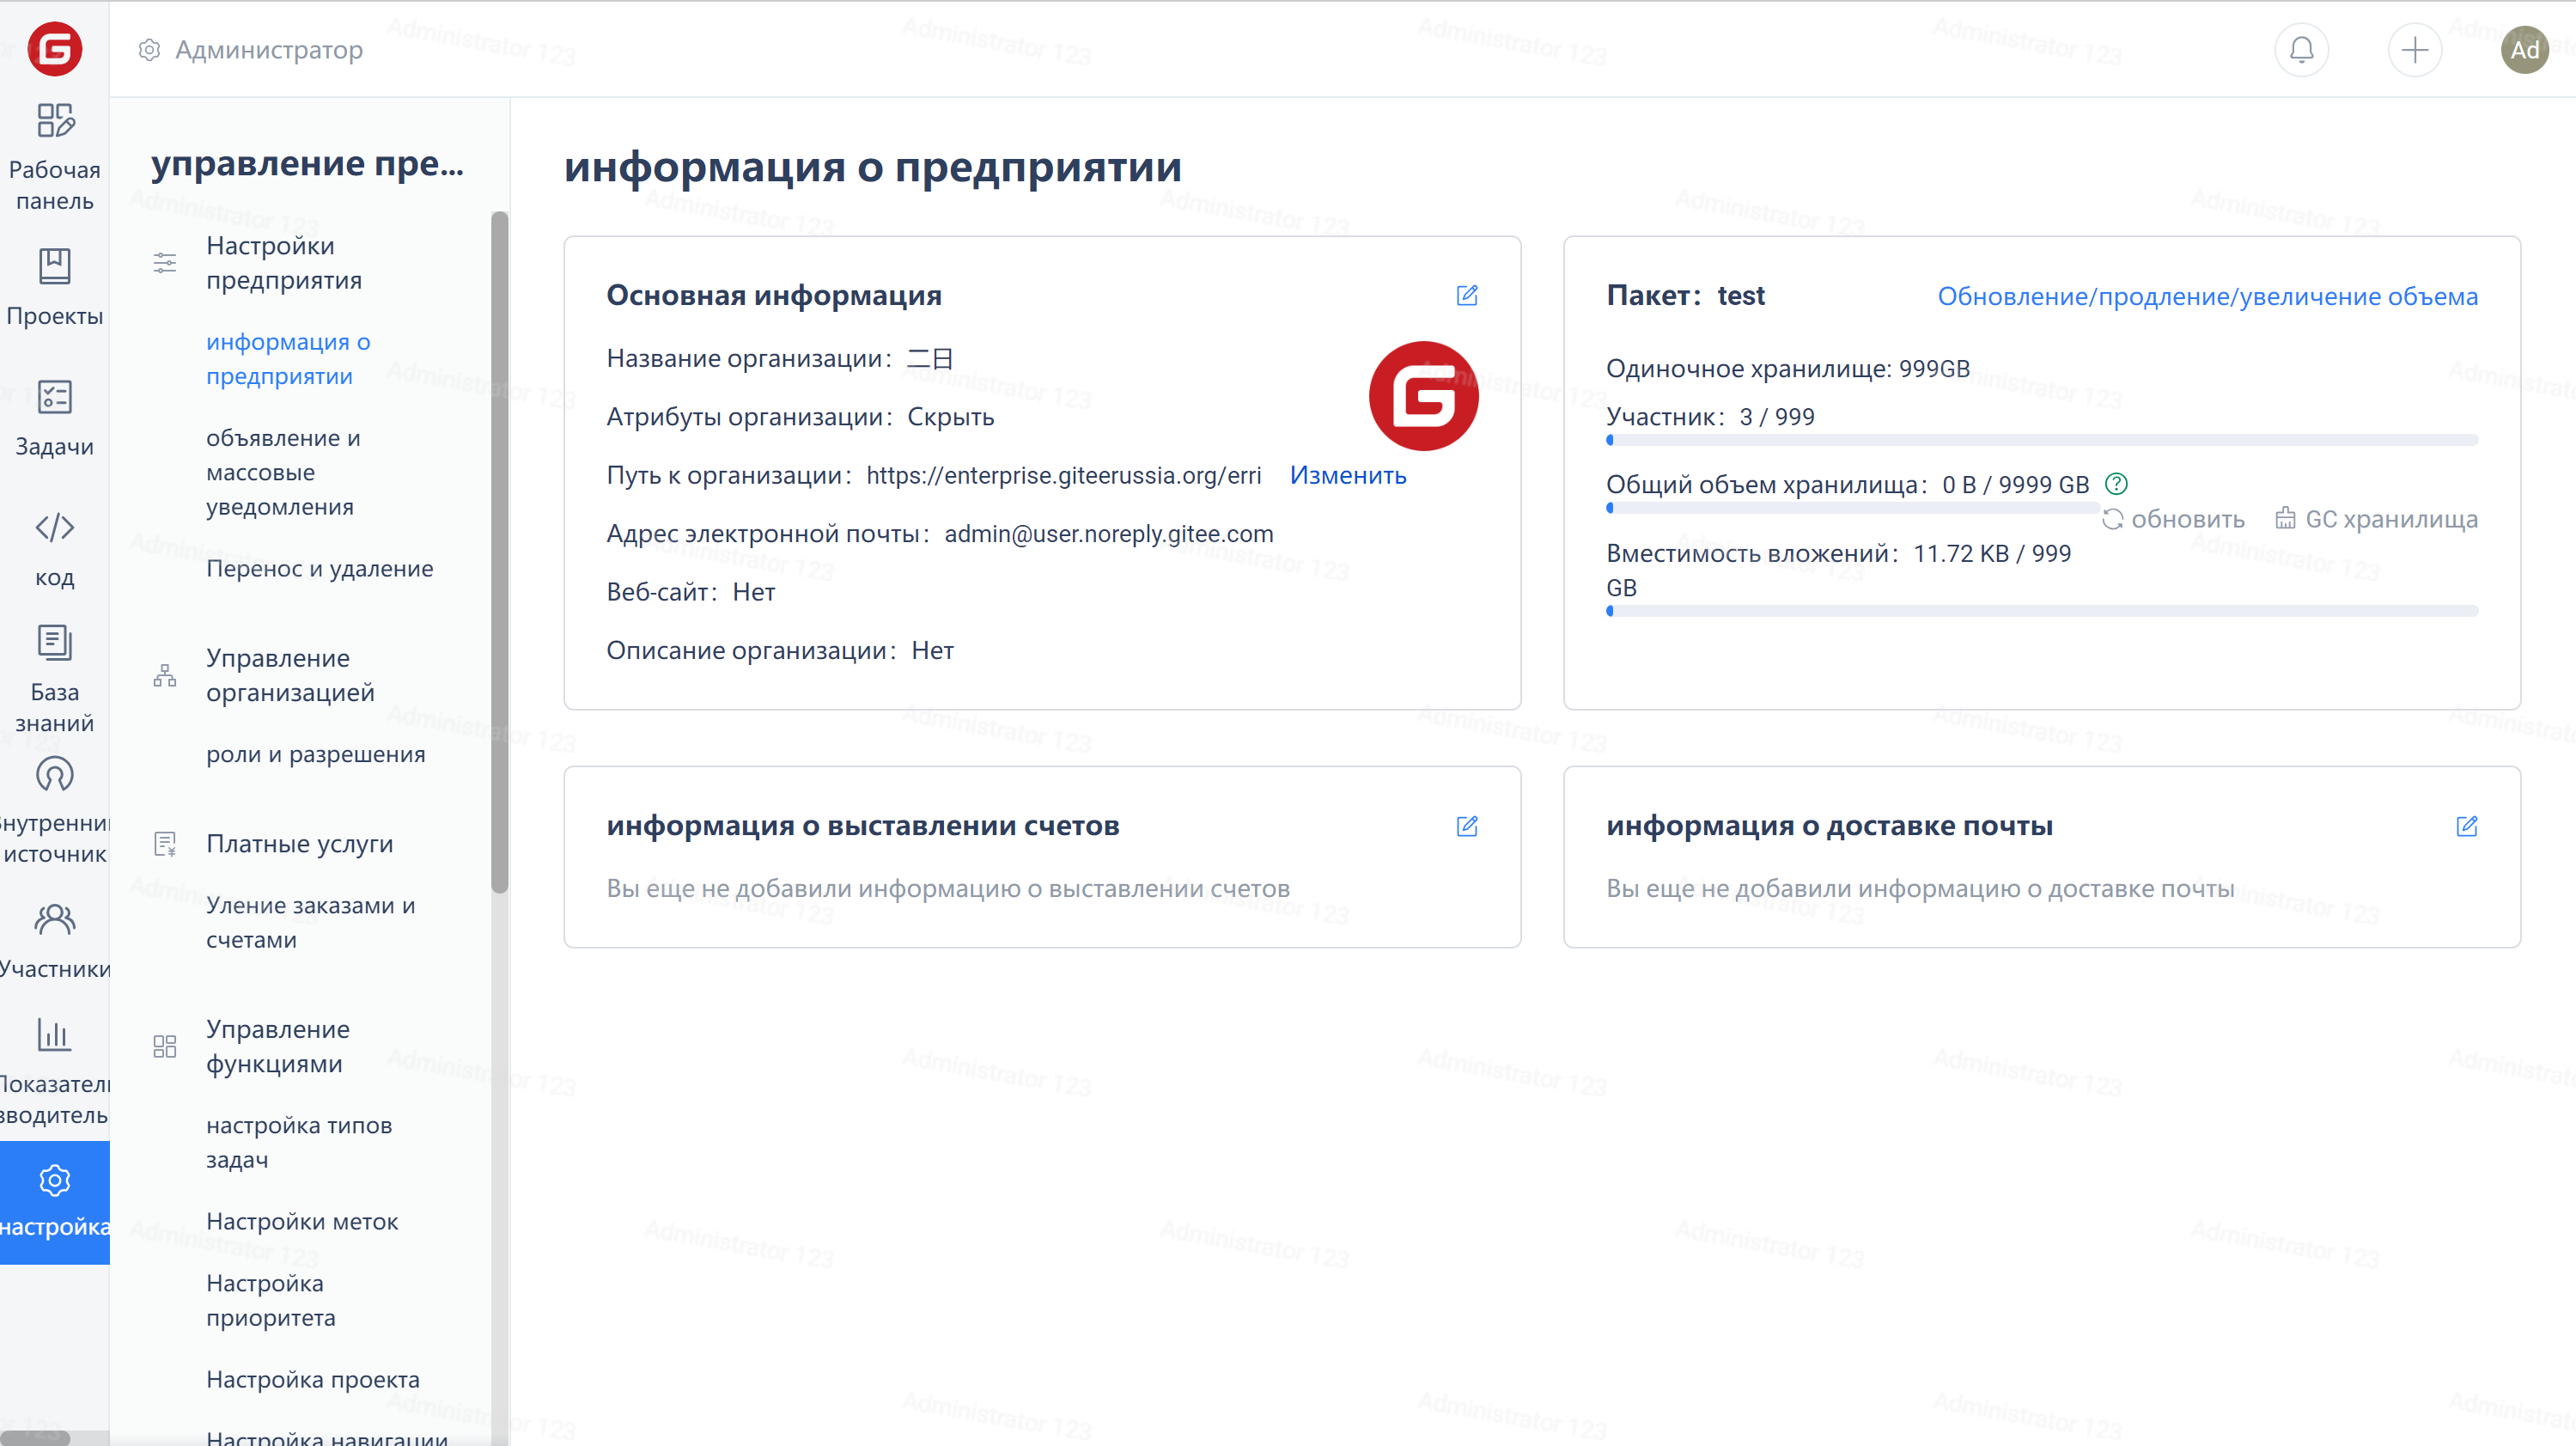 Администратор
Ad
Рабочая
панель
Проекты
Задачи
код
База
знаний
источник
Участники
настройка
управление пре...
Настройки
предприятия
информация о
предприятии
объявление и
массовые
уведомления
Перенос и удаление
Управление
организацией
роли и разрешения
Платные услуги
Уление заказами и
счетами
Управление
функциями
настройка типов
задач
Настройки меток
Настройка
приоритета
Настройка проекта
Настройка навигации
информация о предприятии
Основная информация
Название организации： 二日
Атрибуты организации： Скрыть
Путь к организации： https://enterprise.giteerussia.org/erri Изменить
Адрес электронной почты： admin@user.noreply.gitee.com
Веб-сайт： Нет
Описание организации： Нет
Пакет： test
Обновление/продление/увеличение объема
Одиночное хранилище: 999GB
Участник： 3 / 999
Общий объем хранилища： 0 B / 9999 GB
обновить GC хранилища
Вместимость вложений： 11.72 KB / 999
GB
информация о выставлении счетов
Вы еще не добавили информацию о выставлении счетов
информация о доставке почты
Вы еще не добавили информацию о доставке почты
Administrator 123